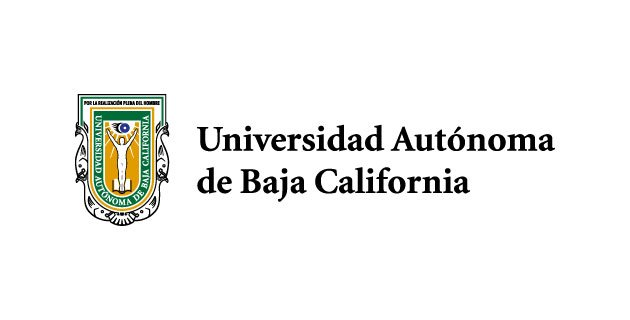 POR LA REALIZACIÓN PLENA DEL HOMBRE
UNIVERSIDAD AUTÓNOMA DE BAJA CALIFORNIA
Universidad Autónoma
de Baja California